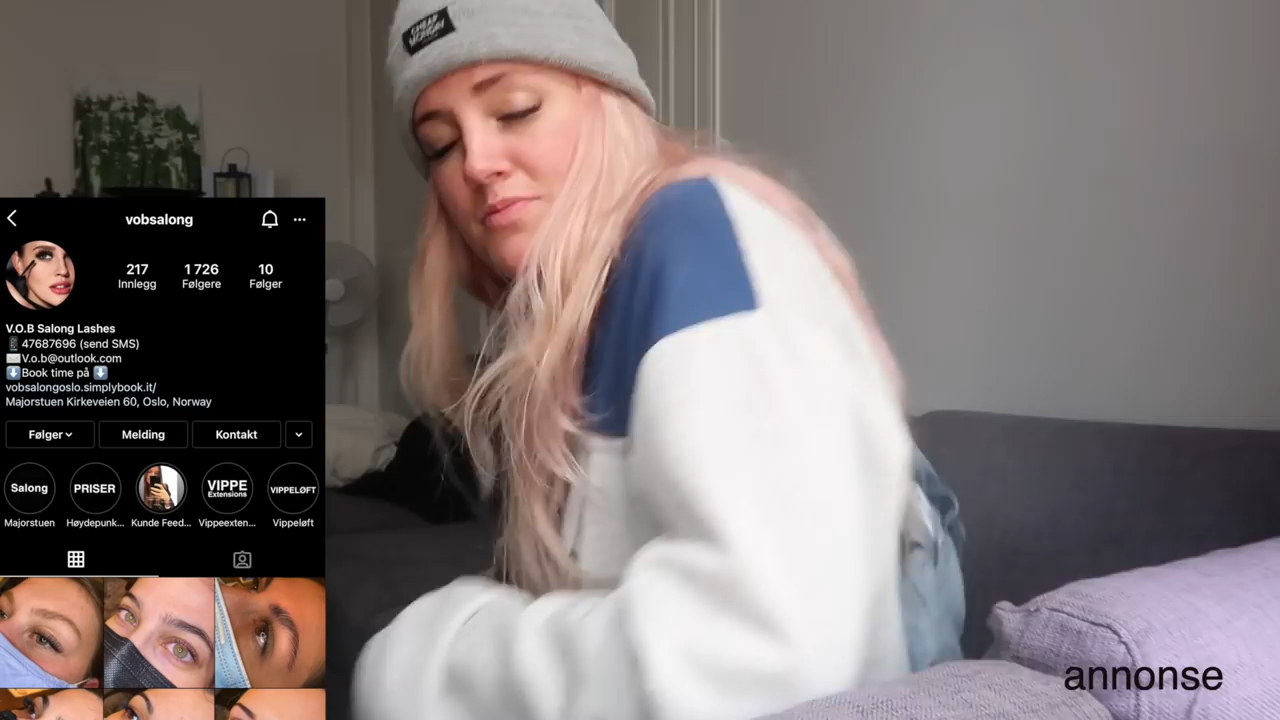 CHEAP
MONDAY
vobsalong
217
Innlegg
1 726
Følgere
10
Følger
V.O.B Salong Lashes
47687696 (send SMS)
V.o.b@outlook.com
Book time på
vobsalongoslo.simplybook.it/
Majorstuen Kirkeveien 60, Oslo, Norway
Følger
Melding
Kontakt
Salong
PRISER
VIPPE
Extensions
VIPPELØFT
Majorstuen
Høydepunk...
Kunde Feed...
Vippeexten...
Vippeløft
annonse